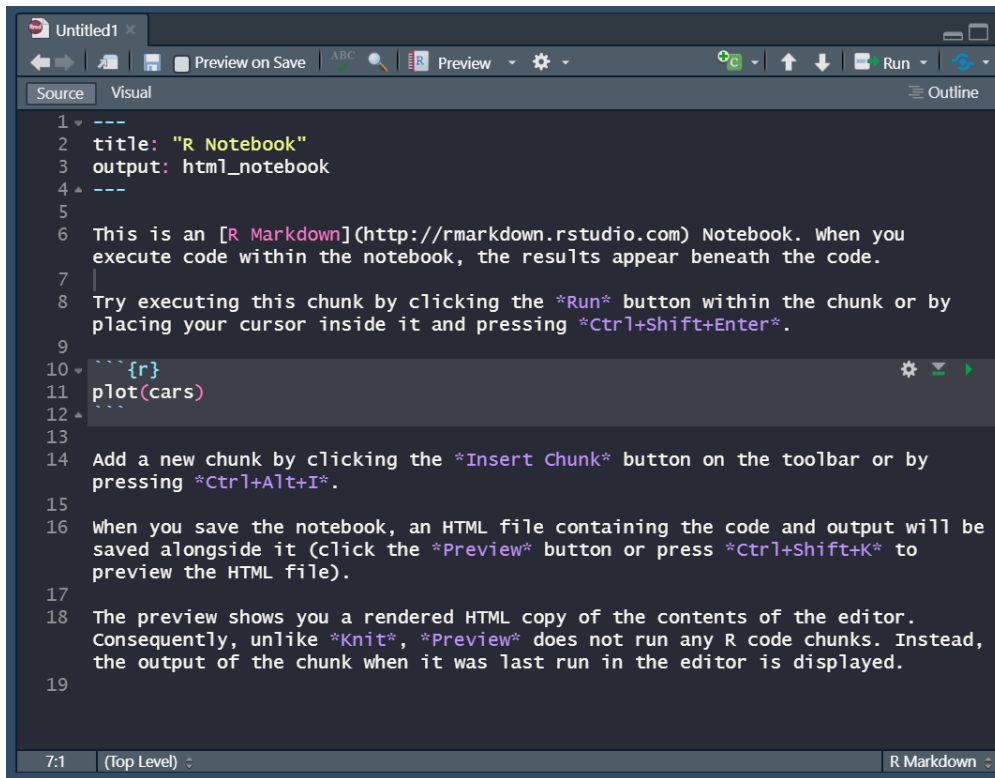 Untitled1
Preview on Save ABC R Preview C Run
Source Visual Outline
1 ---
2 title: "R Notebook"
3 output: html_notebook
4 ---
5
6 This is an [R Markdown](http://rmarkdown.rstudio.com) Notebook. When you
execute code within the notebook, the results appear beneath the code.
7
8 Try executing this chunk by clicking the *Run* button within the chunk or by
placing your cursor inside it and pressing *Ctrl+Shift+Enter*.
9
10 ```{r}
11 plot(cars)
12 ```
13
14 Add a new chunk by clicking the *Insert Chunk* button on the toolbar or by
pressing *Ctrl+Alt+I*.
15
16 When you save the notebook, an HTML file containing the code and output will be
saved alongside it (click the *Preview* button or press *Ctrl+Shift+K* to
preview the HTML file).
17
18 The preview shows you a rendered HTML copy of the contents of the editor.
Consequently, unlike *Knit*, *Preview* does not run any R code chunks. Instead,
the output of the chunk when it was last run in the editor is displayed.
19
7:1 (Top Level) R Markdown